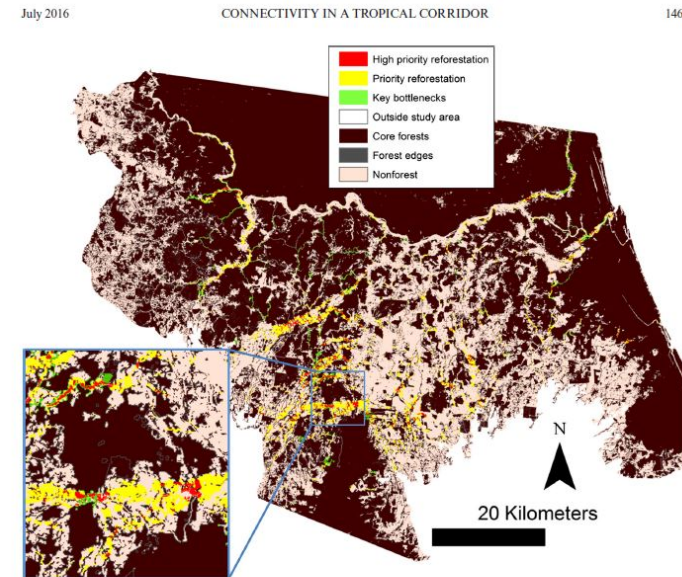 July 2016
CONNECTIVITY IN A TROPICAL CORRIDOR
146
High priority reforestation
Priority reforestation
Key bottlenecks
Outside study area
Core forests
Forest edges
Nonforest
N
20 Kilometers